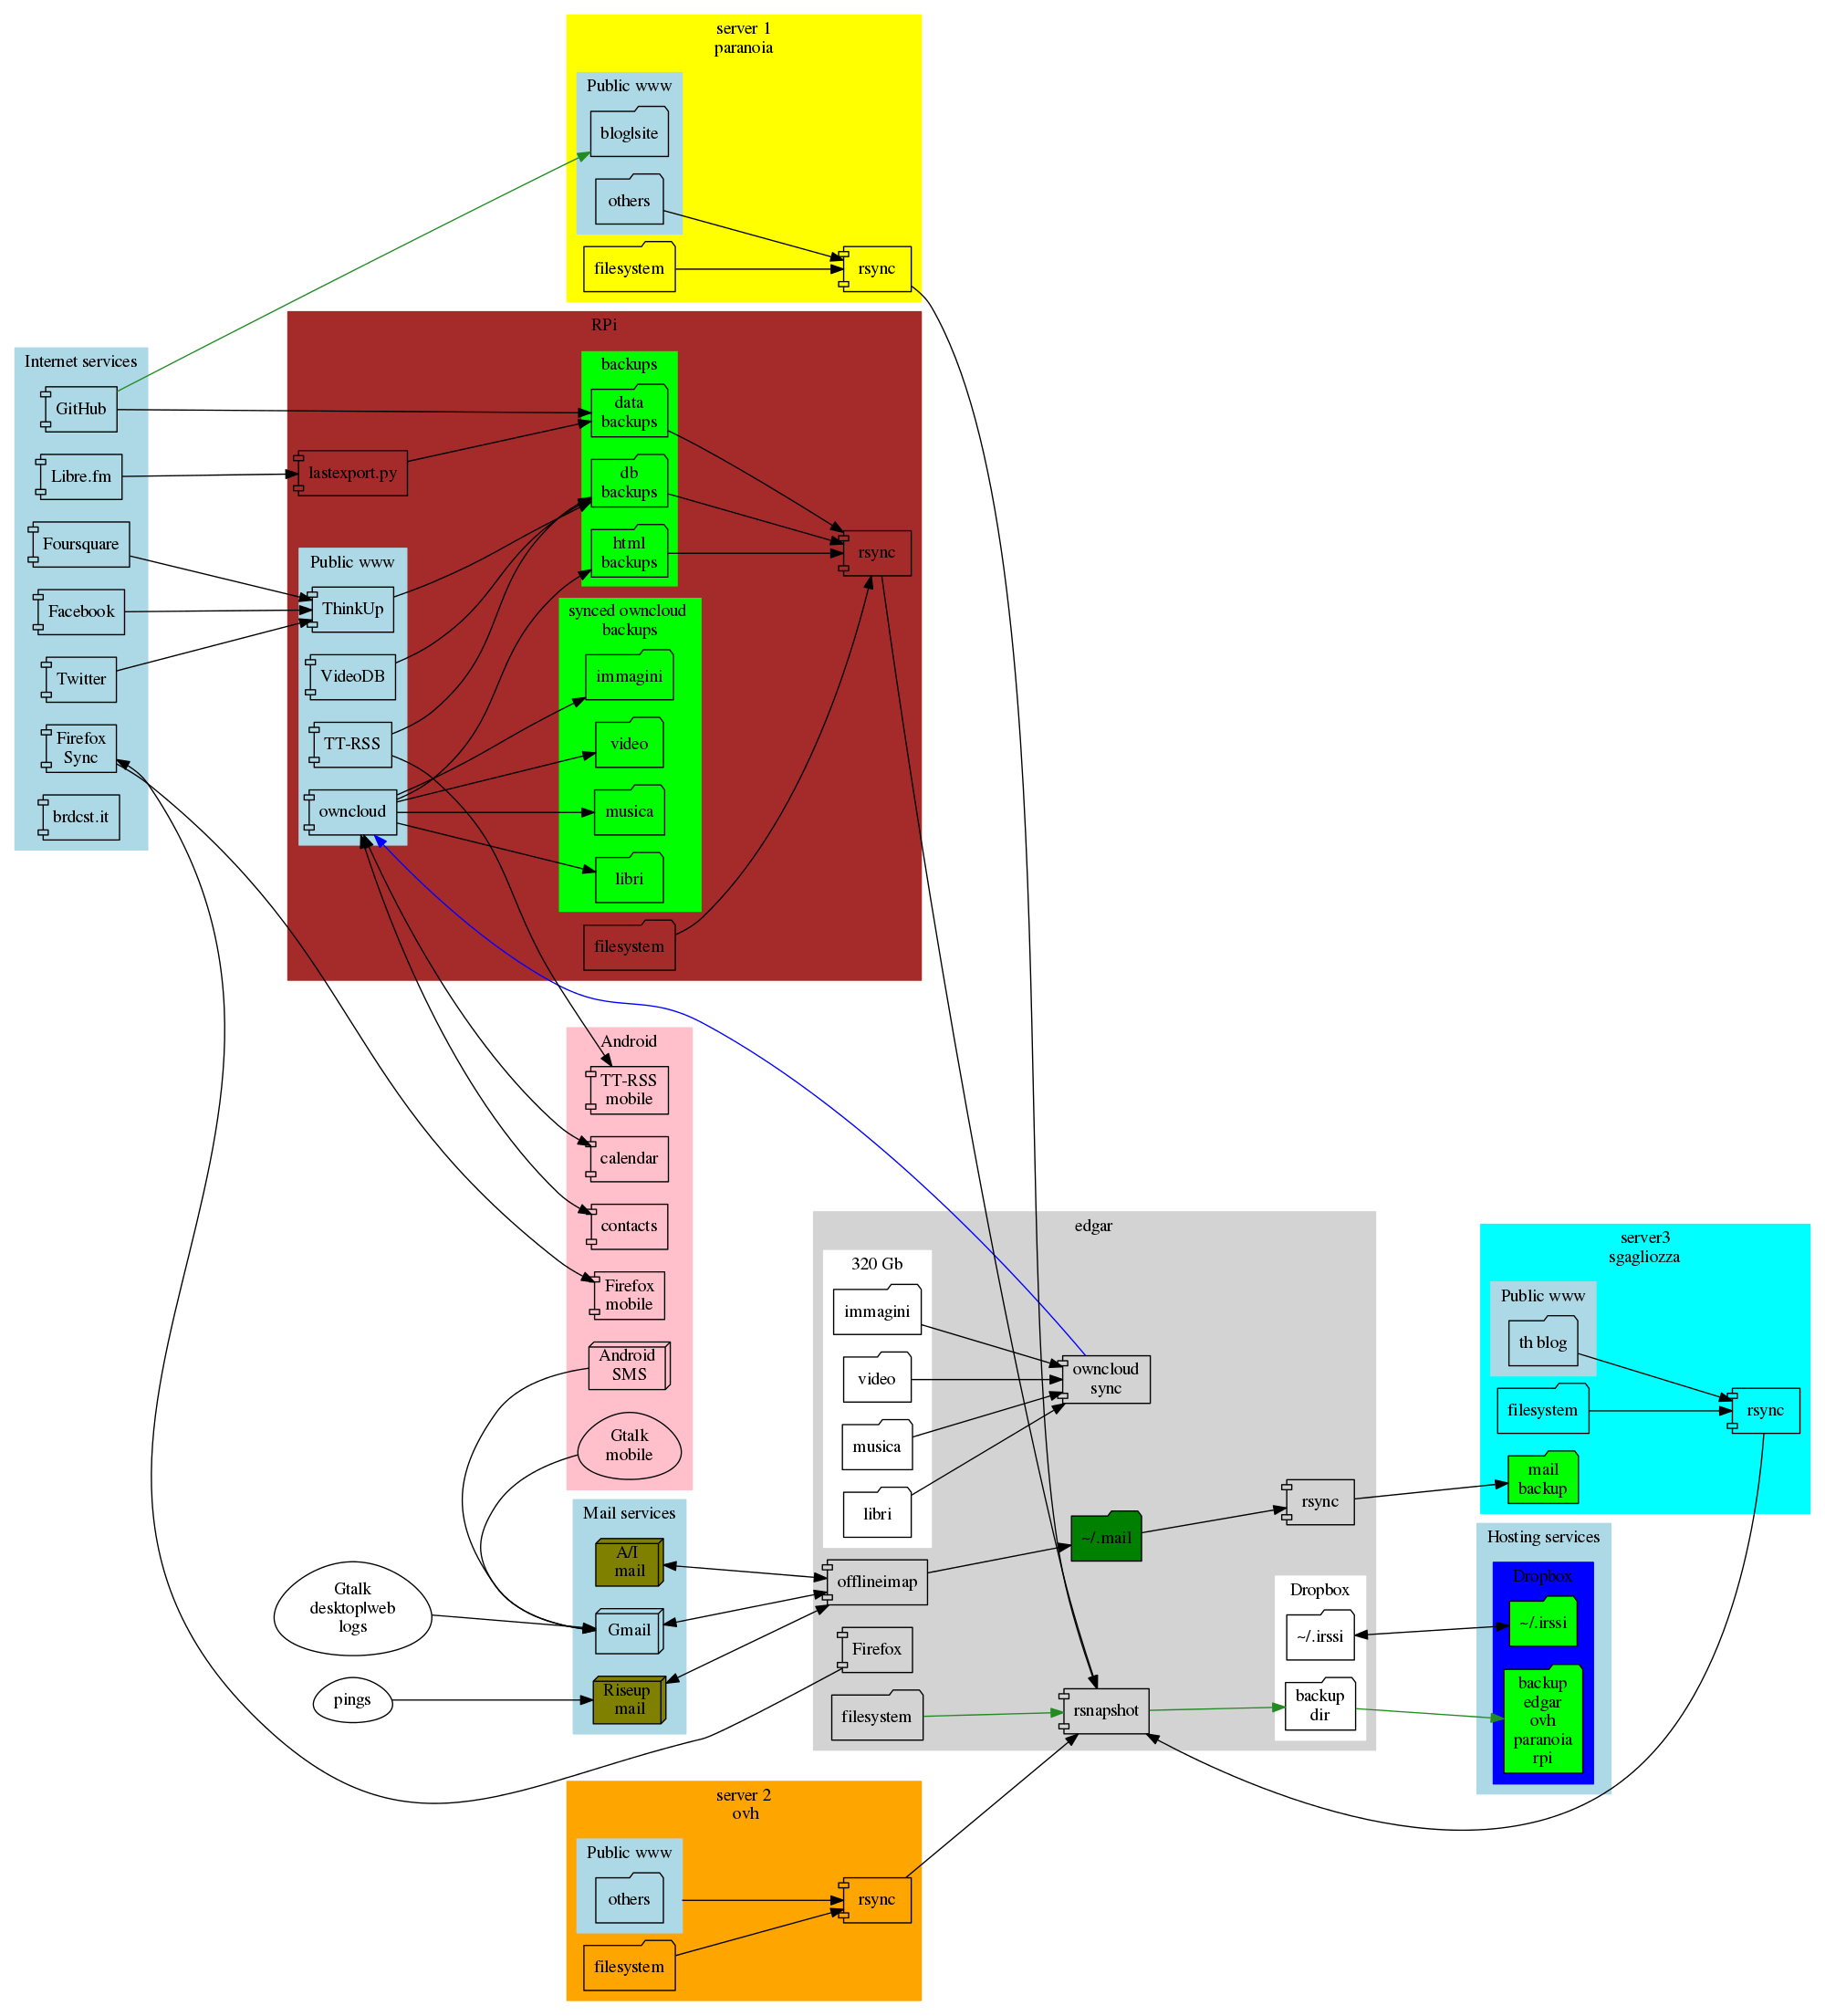 server 1
paranoia
Public www
blog|site
others
filesystem
rsync
Internet services
GitHub
Libre.fm
Foursquare
Facebook
Twitter
Firefox
Sync
brdcst.it
RPi
lastexport.py
Public www
ThinkUp
VideoDB
TT-RSS
owncloud
backups
data
backups
db
backups
html
backups
synced owncloud
backups
immagini
video
musica
libri
filesystem
rsync
Android
TT-RSS
mobile
calendar
contacts
Firefox
mobile
Android
SMS
Gtalk
mobile
Mail services
A/I
mail
Gmail
Riseup
mail
Gtalk
desktop|web
logs
pings
edgar
320 Gb
immagini
video
musica
libri
owncloud
sync
offlineimap
Firefox
filesystem
~/.mail
rsync
rsnapshot
Dropbox
~/.irssi
backup
dir
server3
sgagliozza
Public www
th blog
filesystem
mail
backup
rsync
Hosting services
Dropbox
~/.irssi
backup
edgar
ovh
paranoia
rpi
server 2
ovh
Public www
others
filesystem
rsync